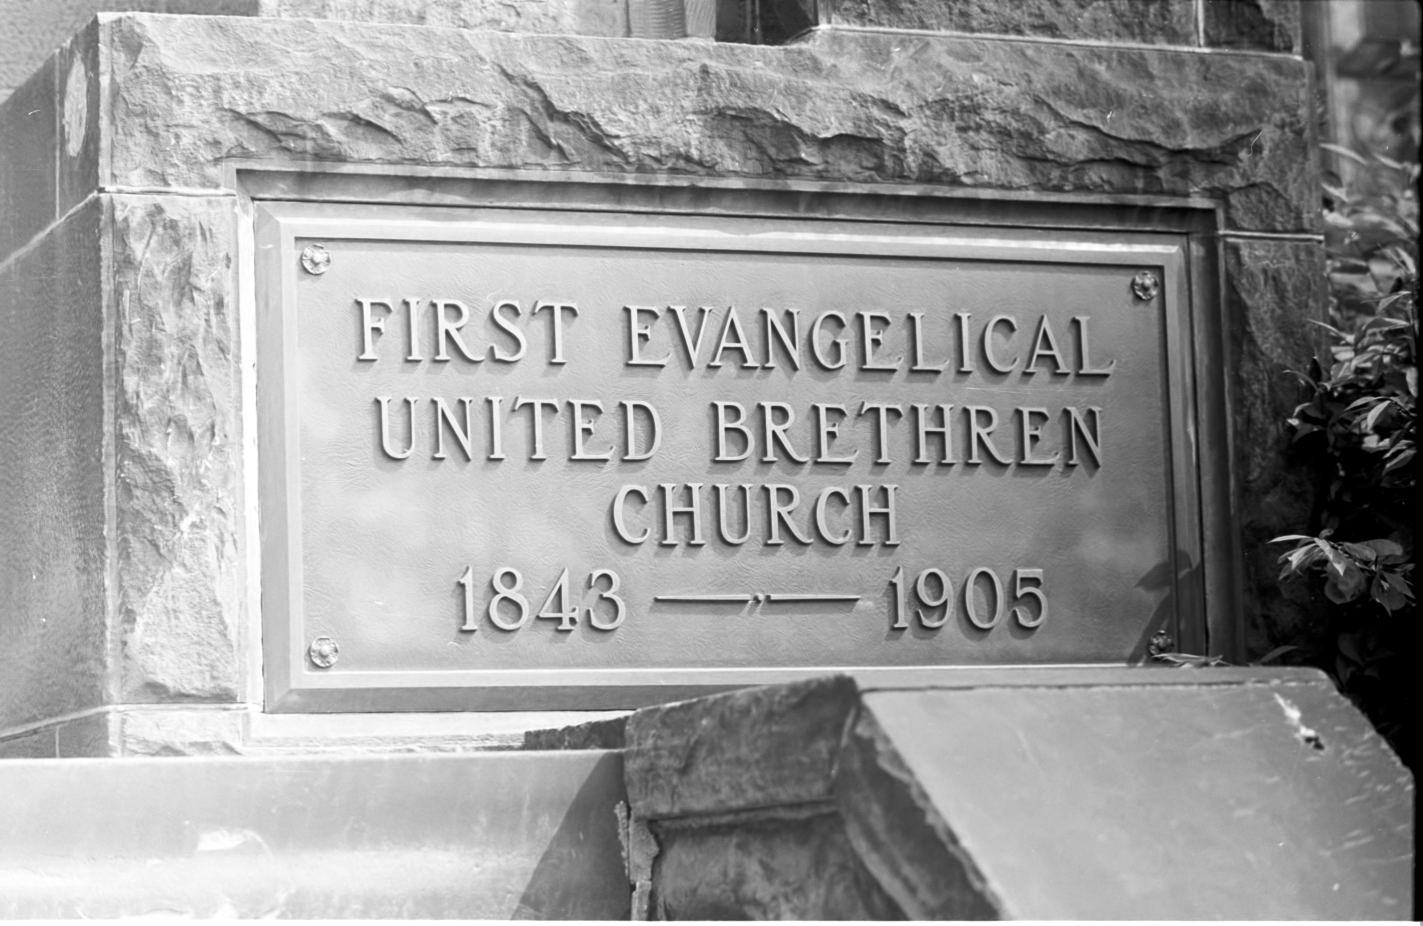 FIRST EVANGELICAL
UNITED BRETHREN
CHURCH
1843 — 1905